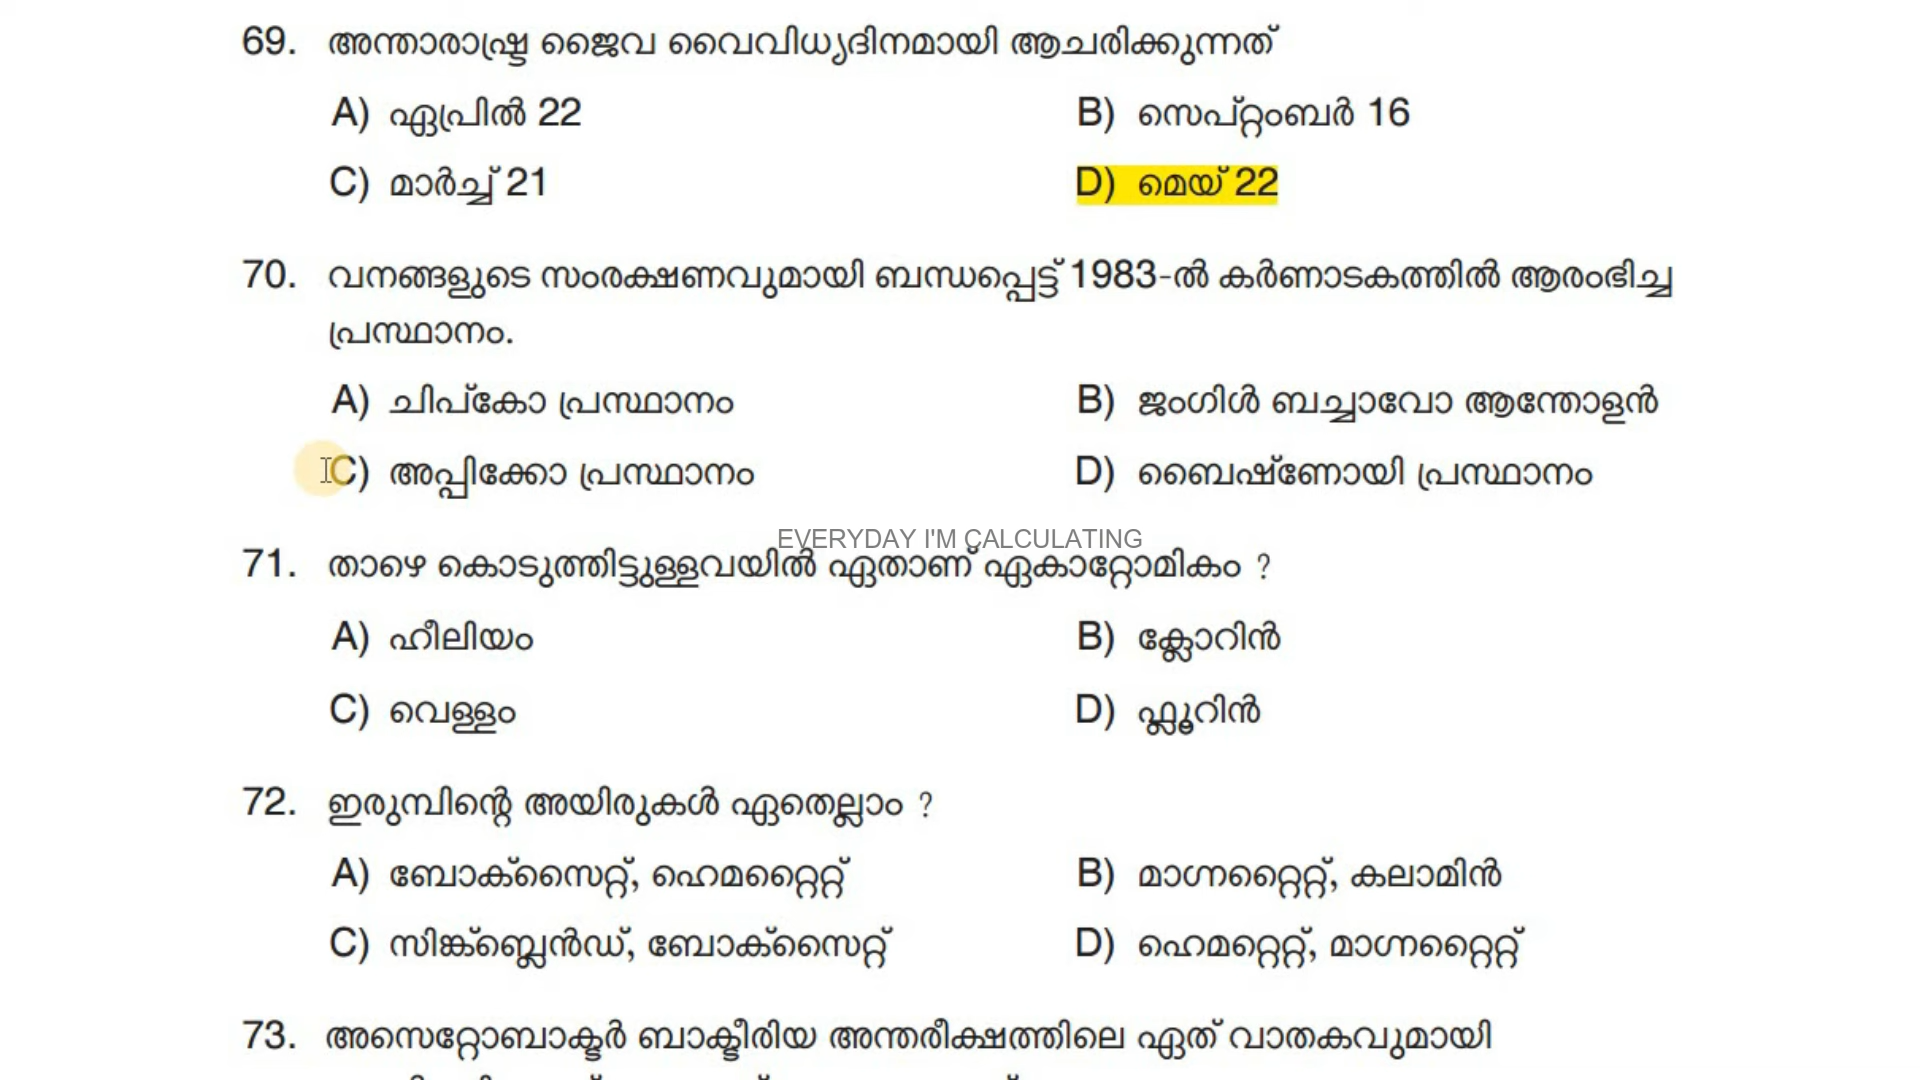 69. അന്താരാഷ്ട്ര ജൈവ വൈവിധ്യദിനമായി ആചരിക്കുന്നത്
A) ഏപ്രിൽ 22 B) സെപ്റ്റംബർ 16
C) മാർച്ച് 21 D) മെയ് 22
70. വനങ്ങളുടെ സംരക്ഷണവുമായി ബന്ധപ്പെട്ട് 1983-ൽ കർണാടകത്തിൽ ആരംഭിച്ച
പ്രസ്ഥാനം.
A) ചിപ്കോ പ്രസ്ഥാനം B) ജംഗിൾ ബച്ചാവോ ആന്തോളൻ
C) അപ്പിക്കോ പ്രസ്ഥാനം D) ബൈഷ്ണോയി പ്രസ്ഥാനം
EVERYDAY I'M CALCULATING
71. താഴെ കൊടുത്തിട്ടുള്ളവയിൽ ഏതാണ് ഏകാറ്റോമികം ?
A) ഹീലിയം B) ക്ലോറിൻ
C) വെള്ളം D) ഫ്ലൂറിൻ
72. ഇരുമ്പിന്റെ അയിരുകൾ ഏതെല്ലാം ?
A) ബോക്സൈറ്റ്, ഹെമറ്റൈറ്റ് B) മാഗ്നറ്റൈറ്റ്, കലാമിൻ
C) സിങ്ക്ബ്ലെൻഡ്, ബോക്സൈറ്റ് D) ഹെമറ്റെറ്റ്, മാഗ്നറ്റൈറ്റ്
73. അസെറ്റോബാക്ടർ ബാക്ടീരിയ അന്തരീക്ഷത്തിലെ ഏത് വാതകവുമായി